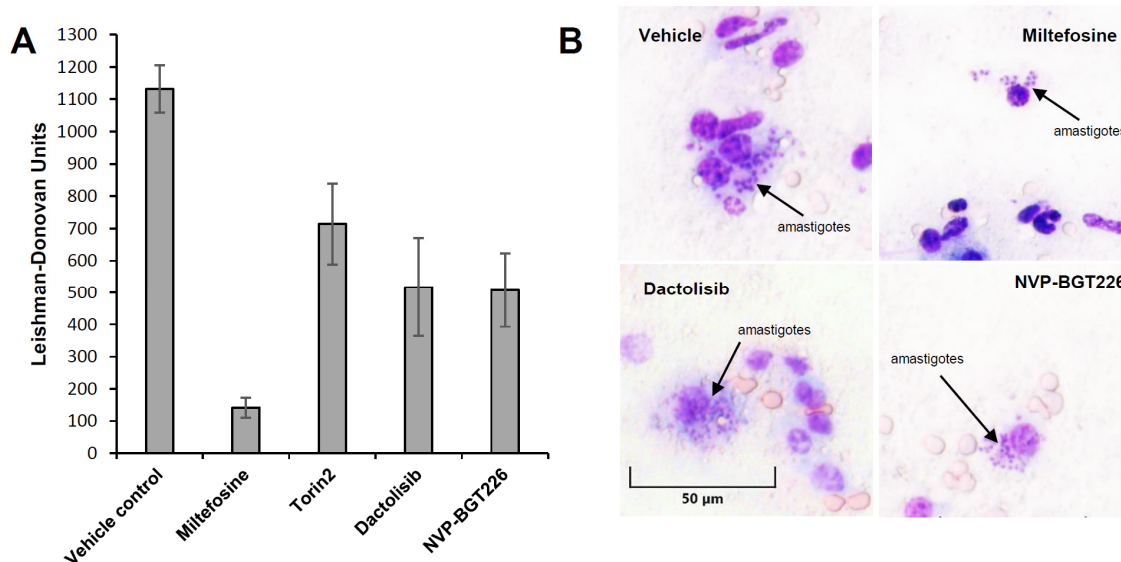 A
1300
1200
1100
1000
900
800
700
600
500
400
300
200
100
0
Leishman-Donovan Units
Vehicle control
Miltefosine
Torin2
Dactolisib
NVP-BGT226
B
Vehicle
amastigotes
Miltefosine
amastigotes
Dactolisib
amastigotes
50 µm
NVP-BGT226
amastigotes